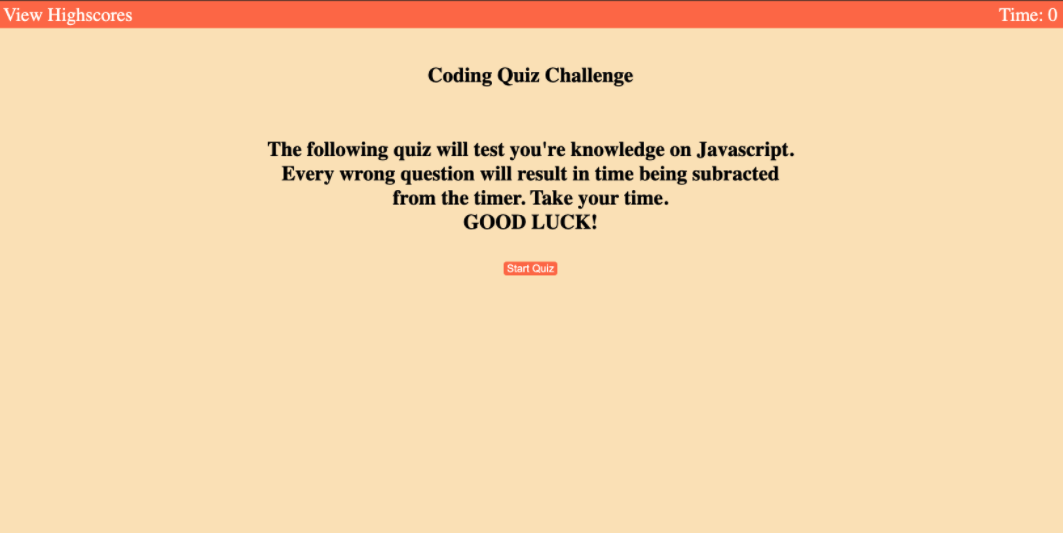 View Highscores
Time: 0
Coding Quiz Challenge
The following quiz will test you're knowledge on Javascript.
Every wrong question will result in time being subracted
from the timer. Take your time.
GOOD LUCK!
Start Quiz